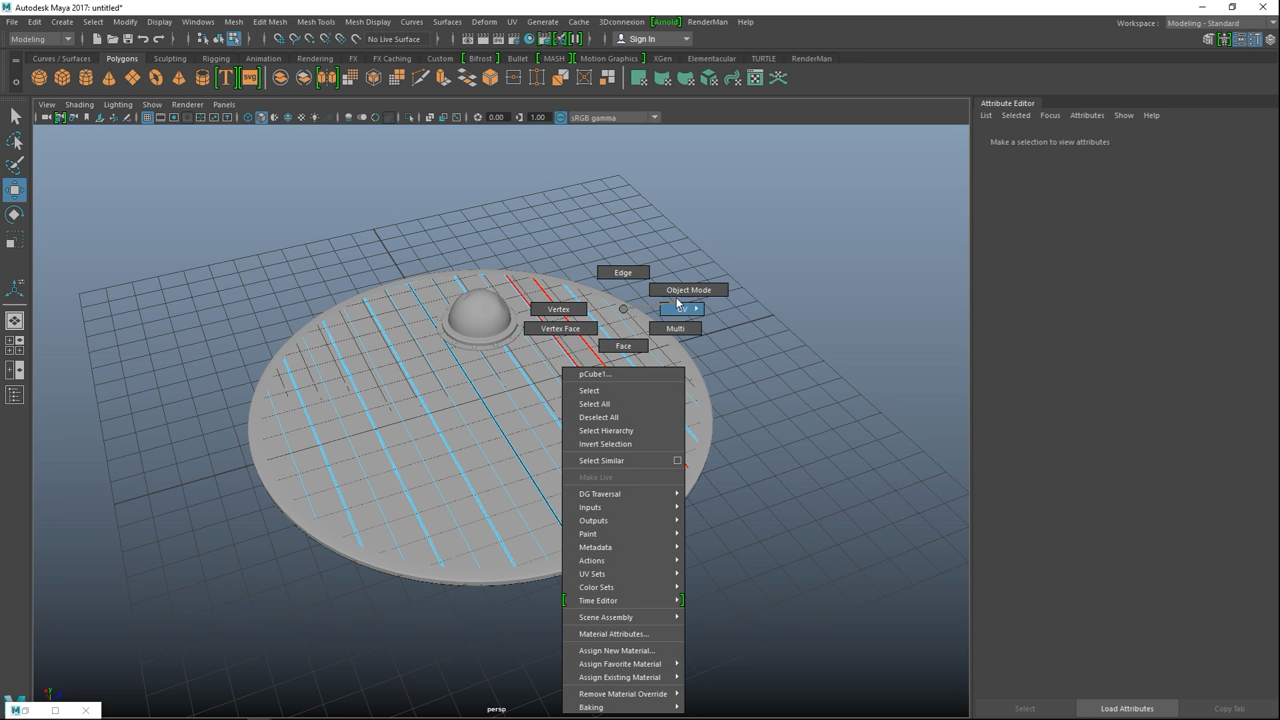 Autodesk Maya 2017: untitled*
File Edit Create Select Modify Display Windows Mesh Edit Mesh Mesh Tools Mesh Display Curves Surfaces Deform UV Generate Cache 3Dconnexion [Arnold] RenderMan Help
Workspace : Modeling - Standard
Modeling No Live Surface Sign In
Curves / Surfaces Polygons Sculpting Rigging Animation Rendering FX FX Caching Custom Bifrost Bullet MASH Motion Graphics XGen Elementacular TURTLE RenderMan
T svg
View Shading Lighting Show Renderer Panels
0.00 1.00 sRGB gamma
Attribute Editor
List Selected Focus Attributes Show Help
Make a selection to view attributes
Edge
Object Mode
Vertex UV
Vertex Face Multi
Face
pCube1...
Select
Select All
Deselect All
Select Hierarchy
Invert Selection
Select Similar
Make Live
DG Traversal
Inputs
Outputs
Paint
Metadata
Actions
UV Sets
Color Sets
Time Editor
Scene Assembly
Material Attributes...
Assign New Material...
Assign Favorite Material
Assign Existing Material
Remove Material Override
Baking
persp
Select Load Attributes Copy Tab